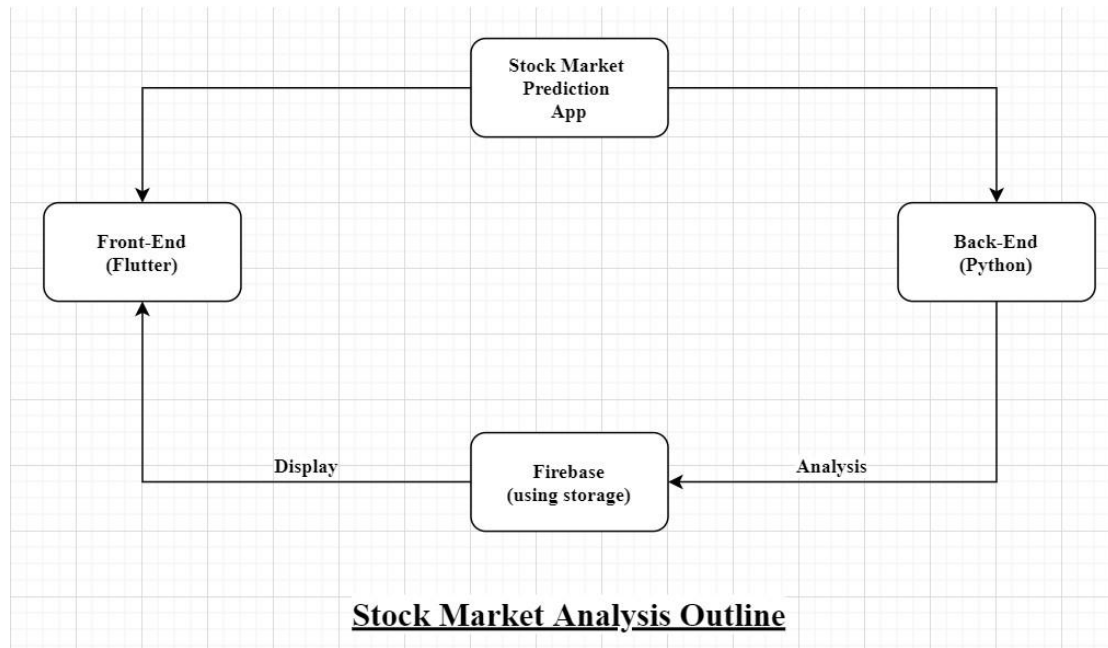 Stock Market
Prediction
App
Front-End
(Flutter)
Back-End
(Python)
Display
Firebase
(using storage)
Analysis
Stock Market Analysis Outline